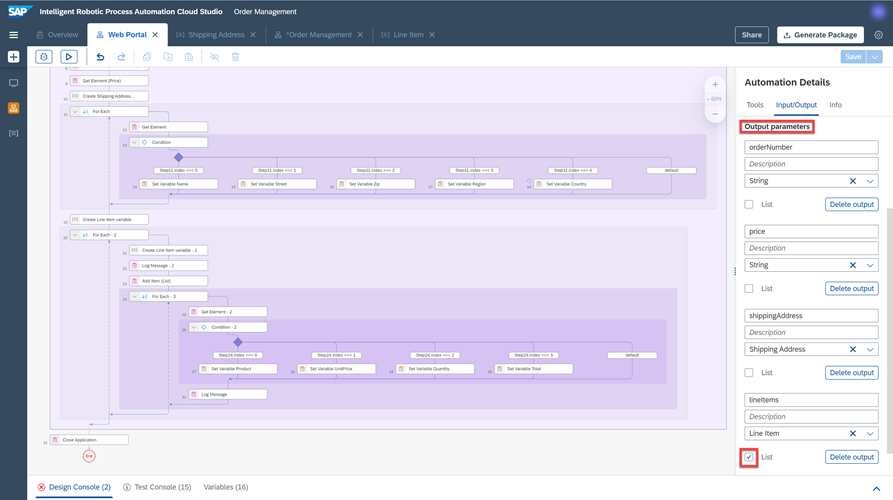 SAP Intelligent Robotic Process Automation Cloud Studio Order Management
Overview Web Portal Shipping Address *Order Management Line Item Share Generate Package
Save
9 Get Element (Price)
10 Create Shipping Address...
11 For Each
12 Get Element
13 Condition
Step11.index === 0 Step11.index === 1 Step11.index === 2 Step11.index === 3 Step11.index === 4 default
14 Set Variable Name 15 Set Variable Street 16 Set Variable Zip 17 Set Variable Region 18 Set Variable Country
19 Create Line Item variable
20 For Each - 2
21 Create Line Item variable - 2
22 Log Message - 2
23 Add Item (List)
24 For Each - 3
25 Get Element - 2
26 Condition - 2
Step24.index === 0 Step24.index === 1 Step24.index === 2 Step24.index === 3 default
27 Set Variable Product 28 Set Variable UnitPrice 29 Set Variable Quantity 30 Set Variable Total
31 Log Message
32 Close Application
End
60%
Automation Details
Tools Input/Output Info
Output parameters
orderNumber
Description
String
List Delete output
price
Description
String
List Delete output
shippingAddress
Description
Shipping Address
List Delete output
lineItems
Description
Line Item
List Delete output
Design Console (2) Test Console (15) Variables (16)